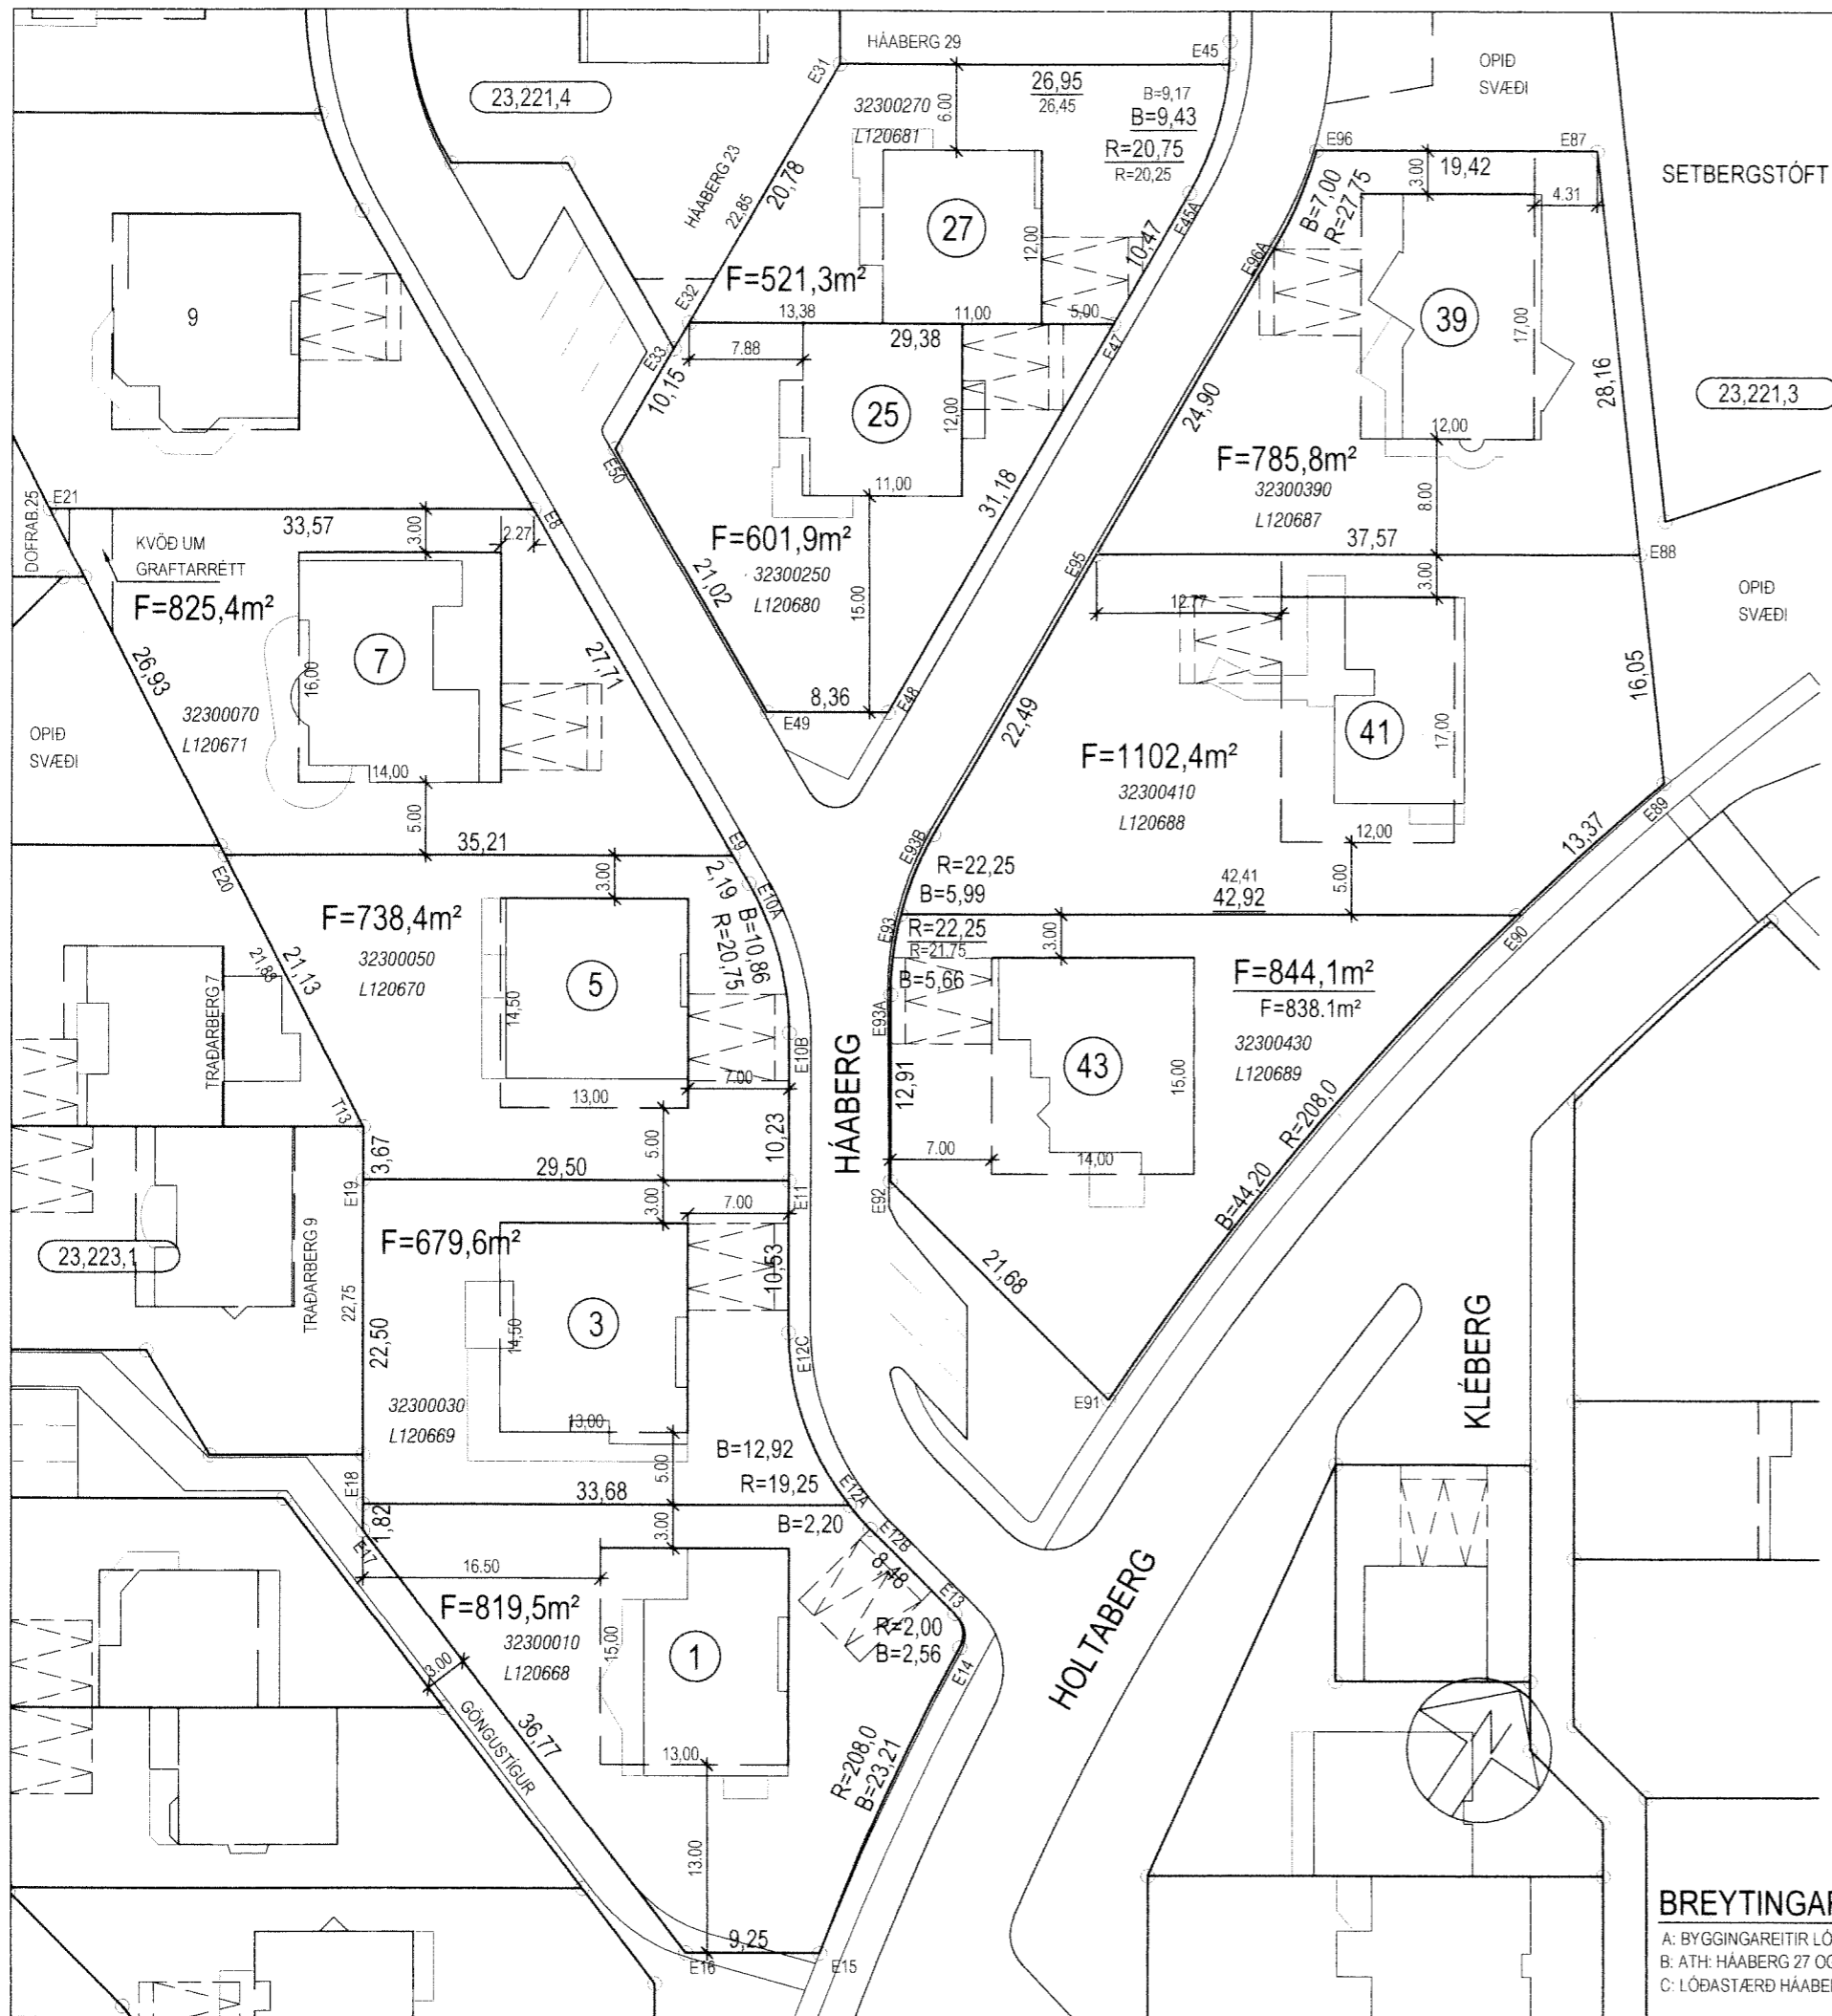 HÁABERG 29
E31
E45
OPIÐ
SVÆÐI
23,221,4
26,95
26,45
B=9,17
B=9,43
R=20,75
R=20,25
32300270
L120681
6.00
HÁABERG 23
22,85
20,78
E96
E87
3.00
19,42
4.31
SETBERGSTÓFT
B=7,00
R=27,75
E45A
E96A
27
12,00
10,47
F=521,3m²
E32
13,38
11,00
5,00
29,38
E47
7.88
E33
10,15
9
39
17,00
28,16
23,221,3
25
12,00
11,00
24,90
12,00
E50
31,18
F=785,8m²
32300390
L120687
8.00
DOFRAB.25
E21
33,57
3.00
2.27
E8
KVÖÐ UM
GRAFTARRÉTT
F=825,4m²
F=601,9m²
32300250
L120680
21,02
15.00
37,57
E95
E88
3.00
12.77
OPIÐ
SVÆÐI
7
16,00
27,71
26,93
32300070
L120671
14,00
OPIÐ
SVÆÐI
8,36
E49
E48
22,49
16,05
41
17,00
F=1102,4m²
32300410
L120688
12,00
5.00
35,21
E9
E20
3.00
2,19
E10A
E93B
R=22,25
B=5,99
13,37
E89
5.00
42,41
42,92
E93
E90
F=738,4m²
32300050
L120670
B=10,86
R=20,75
R=22,25
R=21.75
B=5,66
3.00
21,88
21,13
5
14,50
E93A
F=844,1m²
F=838.1m²
32300430
L120689
TRAÐARBERG 7
E10B
HÁABERG
12,91
43
15,00
7.00
13,00
T13
3,67
5.00
10,23
7.00
14,00
R=208,0
29,50
E19
E11
E92
3.00
7.00
F=679,6m²
23,223,1
TRAÐARBERG 9
22,75
22,50
10,53
B=44,20
21,68
3
14,50
E12C
KLÉBERG
32300030
L120669
13,00
E91
B=12,92
R=19,25
5.00
E18
33,68
E12A
1,82
3.00
B=2,20
E12B
E17
16.50
8,48
E13
F=819,5m²
32300010
L120668
R=2,00
B=2,56
E14
1
15,00
3.00
HOLTABERG
GÖNGUSTÍGUR
36,77
13,00
R=208,0
B=23,21
13.00
9,25
E16
E15
BREYTINGAR
A: BYGGINGAREITIR LÓ
B: ATH: HÁABERG 27 OG
C: LÓÐASTÆRÐ HÁABE